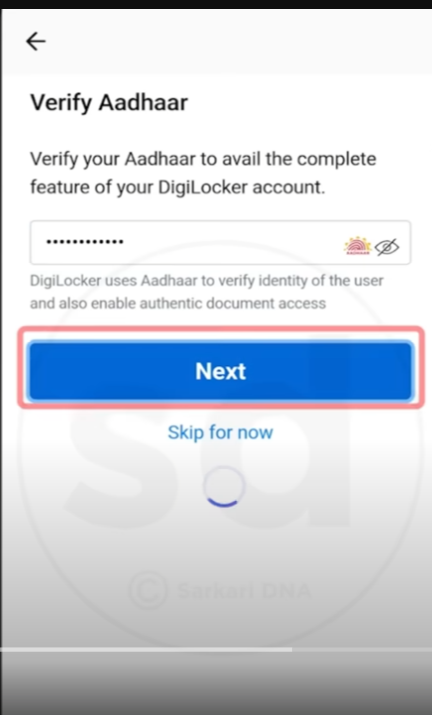 Verify Aadhaar
Verify your Aadhaar to avail the complete
feature of your DigiLocker account.
••••••••••••
AADHAAR
DigiLocker uses Aadhaar to verify identity of the user
and also enable authentic document access
Next
Skip for now
sd
© Sarkari DNA